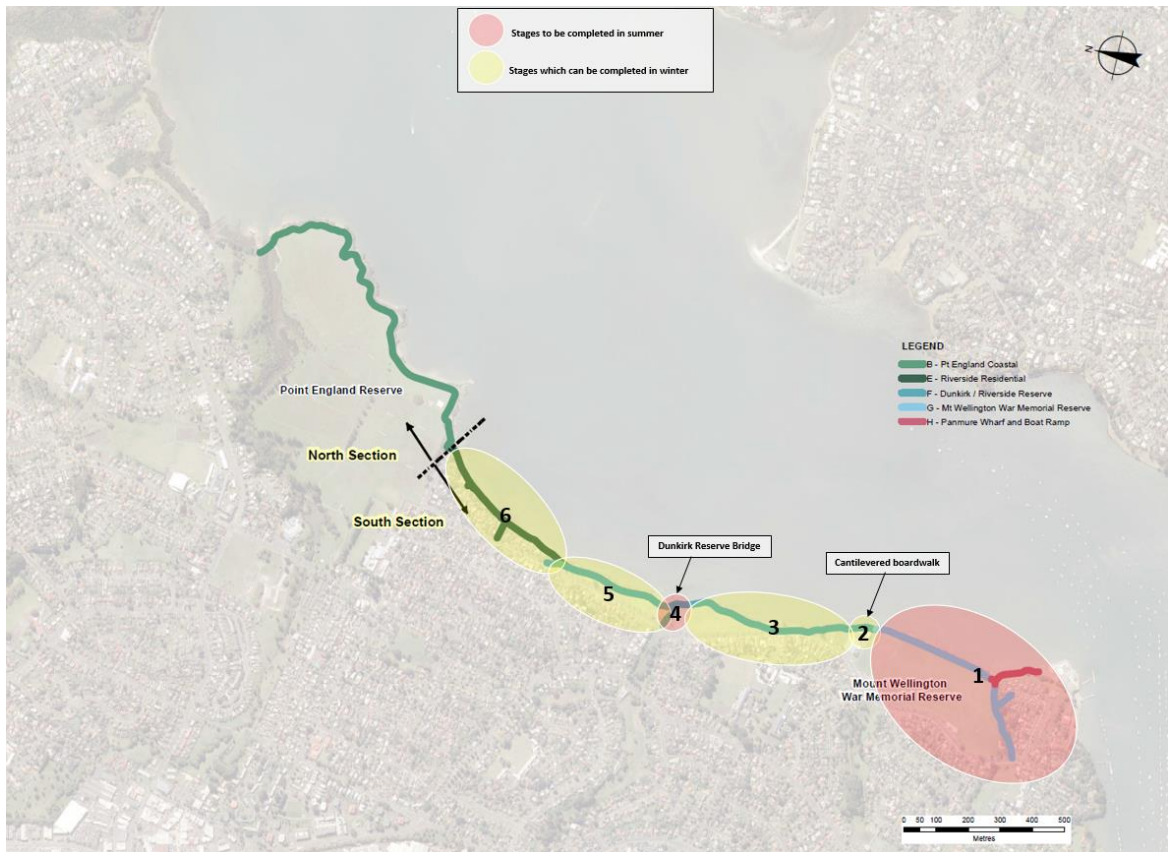 Stages to be completed in summer
Stages which can be completed in winter
N
LEGEND
B - Pt England Coastal
E - Riverside Residential
F - Dunkirk / Riverside Reserve
G - Mt Wellington War Memorial Reserve
H - Panmure Wharf and Boat Ramp
Point England Reserve
North Section
South Section
6
Dunkirk Reserve Bridge
Cantilevered boardwalk
5
4
3
2
1
Mount Wellington
War Memorial Reserve
0 50 100 200 300 400 500
Metres